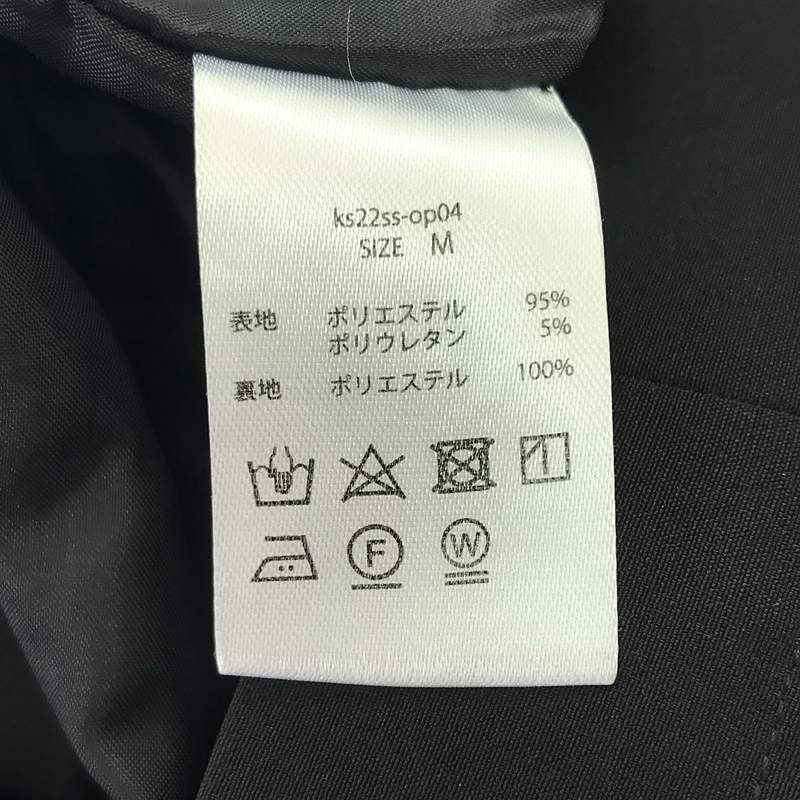 ks22ss-op04
SIZE M
表地 ポリエステル 95%
ポリウレタン 5%
裏地 ポリエステル 100%
F W